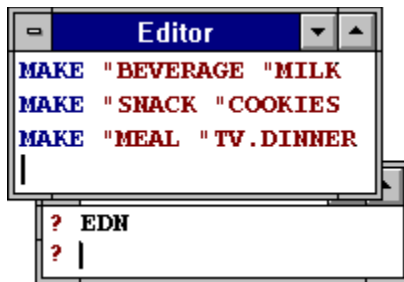 Editor
MAKE "BEVERAGE "MILK
MAKE "SNACK "COOKIES
MAKE "MEAL "TV.DINNER
? EDN
?